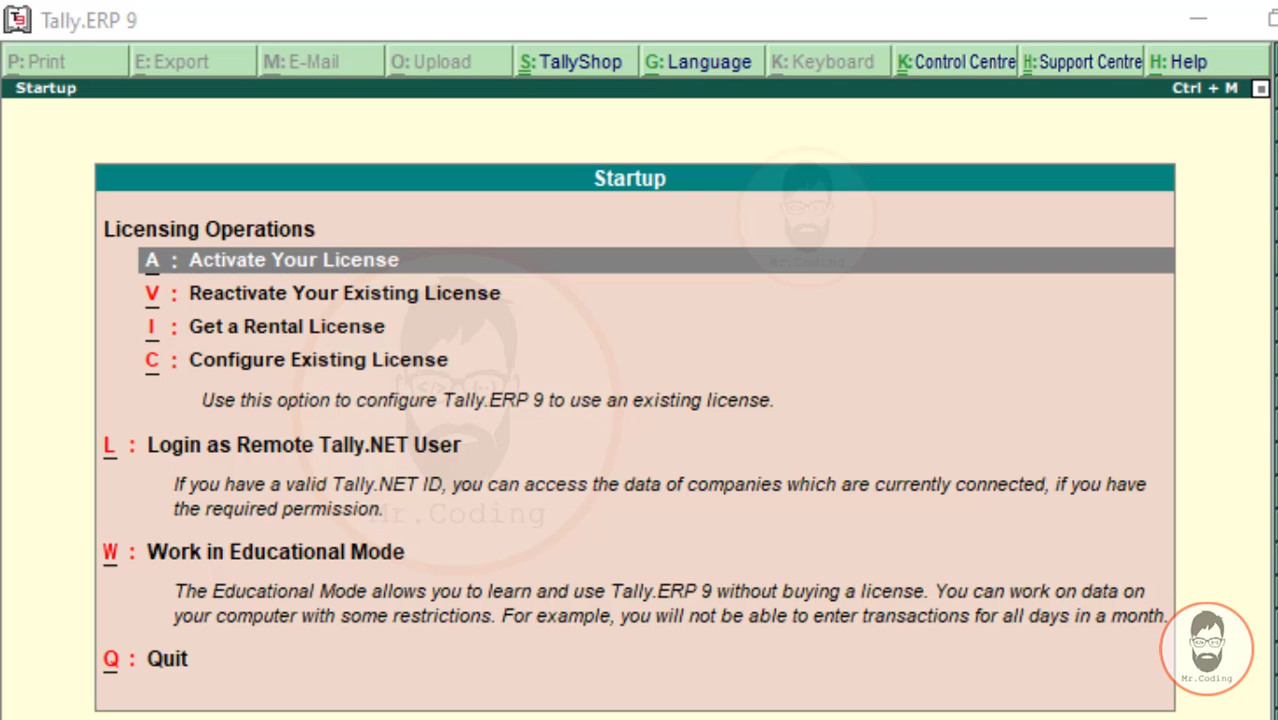 Tally.ERP 9
P: Print E: Export M: E-Mail O: Upload S: TallyShop G: Language K: Keyboard K: Control Centre H: Support Centre H: Help
Startup Ctrl + M
Startup
Licensing Operations
A : Activate Your License
V : Reactivate Your Existing License
I : Get a Rental License
C : Configure Existing License
Use this option to configure Tally.ERP 9 to use an existing license.
L : Login as Remote Tally.NET User
If you have a valid Tally.NET ID, you can access the data of companies which are currently connected, if you have
the required permission.
W : Work in Educational Mode
The Educational Mode allows you to learn and use Tally.ERP 9 without buying a license. You can work on data on
your computer with some restrictions. For example, you will not be able to enter transactions for all days in a month.
Q : Quit
Mr.Coding
Mr.Coding
Mr.Coding